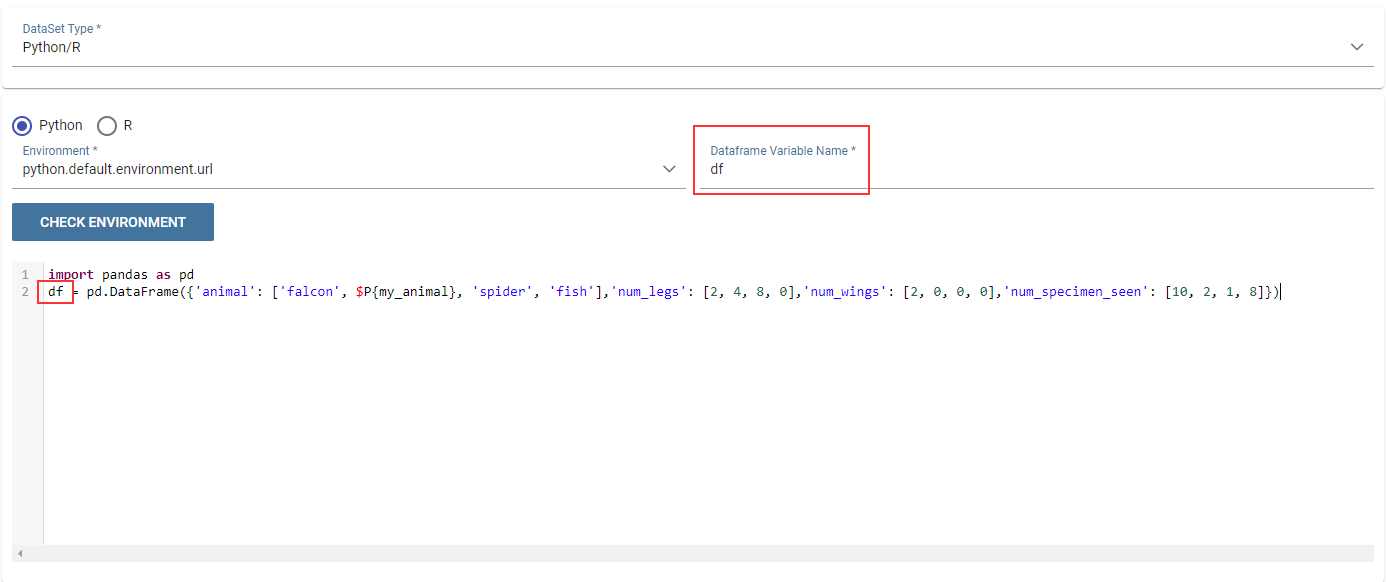 DataSet Type *
Python/R
Python R
Environment *
python.default.environment.url
Dataframe Variable Name *
df
CHECK ENVIRONMENT
1 import pandas as pd
2 df = pd.DataFrame({'animal': ['falcon', $P{my_animal}, 'spider', 'fish'],'num_legs': [2, 4, 8, 0],'num_wings': [2, 0, 0, 0],'num_specimen_seen': [10, 2, 1, 8]})